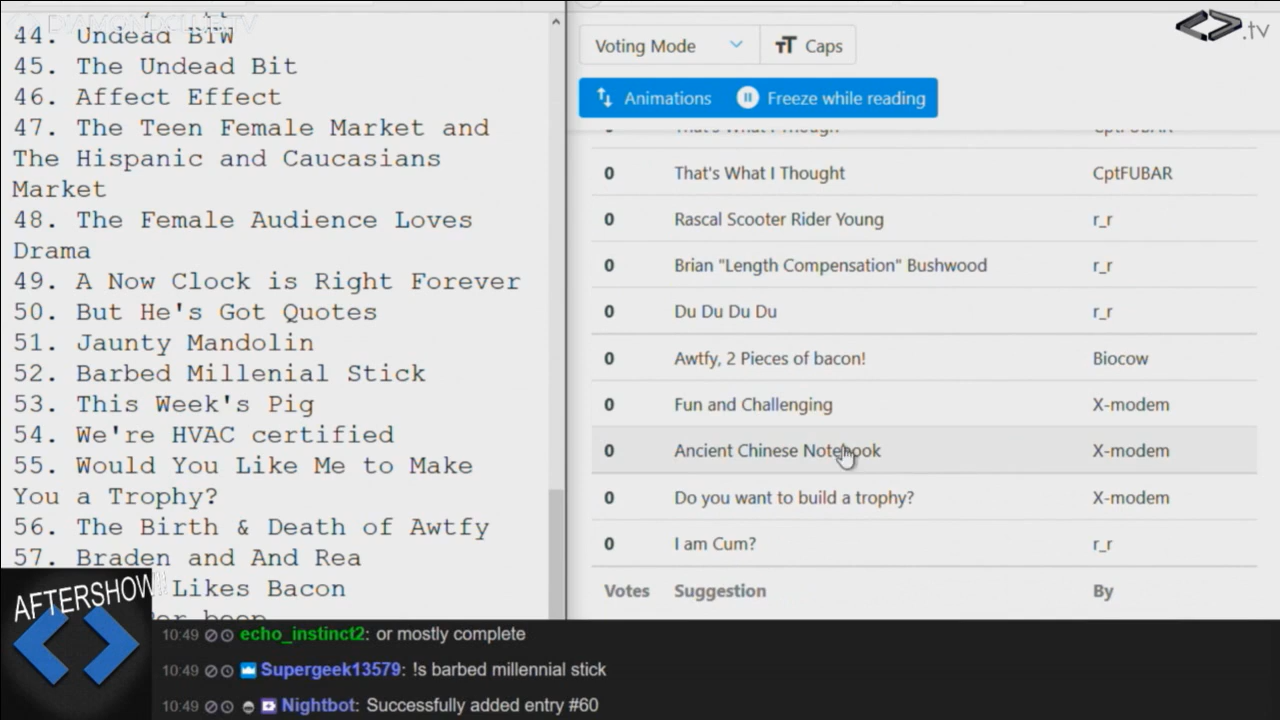 DIAMONDCLUB.TV
44. Undead BiW
45. The Undead Bit
46. Affect Effect
47. The Teen Female Market and
The Hispanic and Caucasians
Market
48. The Female Audience Loves
Drama
49. A Now Clock is Right Forever
50. But He's Got Quotes
51. Jaunty Mandolin
52. Barbed Millenial Stick
53. This Week's Pig
54. We're HVAC certified
55. Would You Like Me to Make
You a Trophy?
56. The Birth & Death of Awtfy
57. Braden and And Rea
Likes Bacon
.tv
Voting Mode
Caps
Animations
Freeze while reading
That's What I Though CptFUBAR
0 That's What I Thought CptFUBAR
0 Rascal Scooter Rider Young r_r
0 Brian "Length Compensation" Bushwood r_r
0 Du Du Du Du r_r
0 Awtfy, 2 Pieces of bacon! Biocow
0 Fun and Challenging X-modem
0 Ancient Chinese Notebook X-modem
0 Do you want to build a trophy? X-modem
0 I am Cum? r_r
Votes Suggestion By
AFTERSHOW!
10:49 echo_instinct2: or mostly complete
10:49 Supergeek13579: !s barbed millennial stick
10:49 Nightbot: Successfully added entry #60